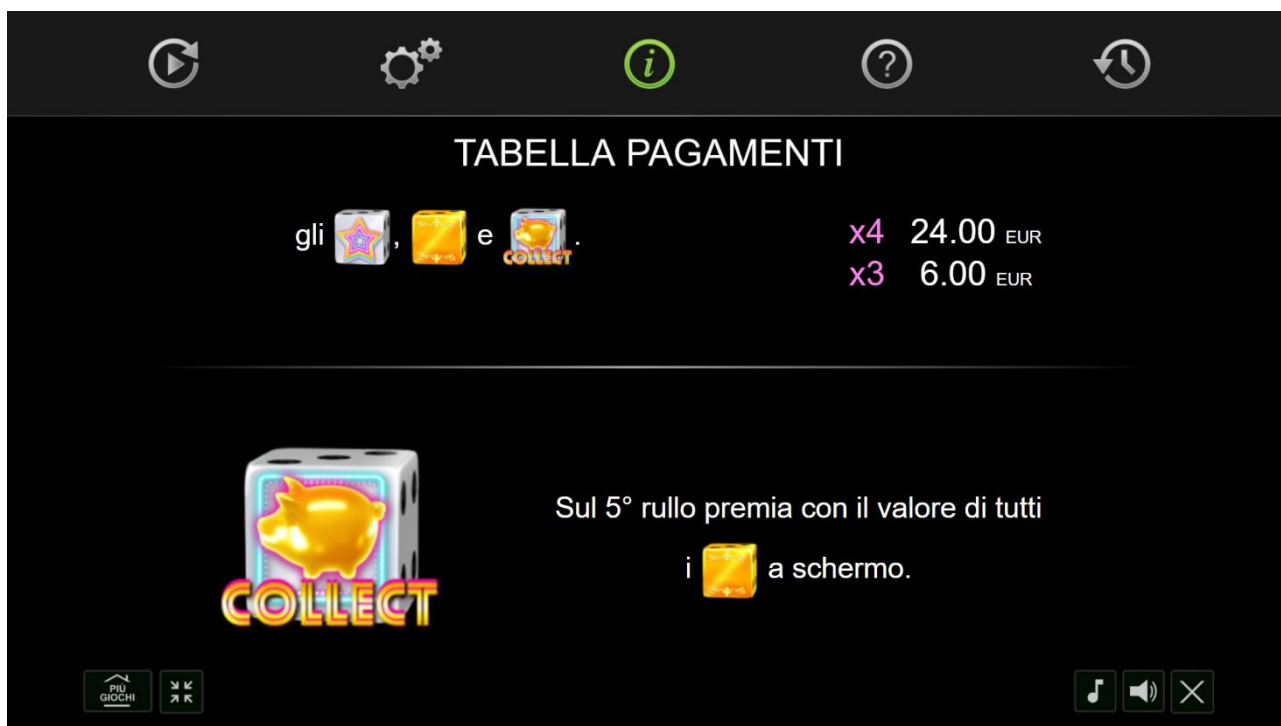 TABELLA PAGAMENTI
gli , e COLLECT .
x4 24.00 EUR
x3 6.00 EUR
COLLECT
Sul 5° rullo premia con il valore di tutti
i a schermo.
PIÙ
GIOCHI